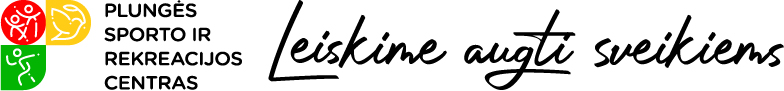 PLUNGĖS
SPORTO IR
REKREACIJOS
CENTRAS
Leiskime augti sveikiems